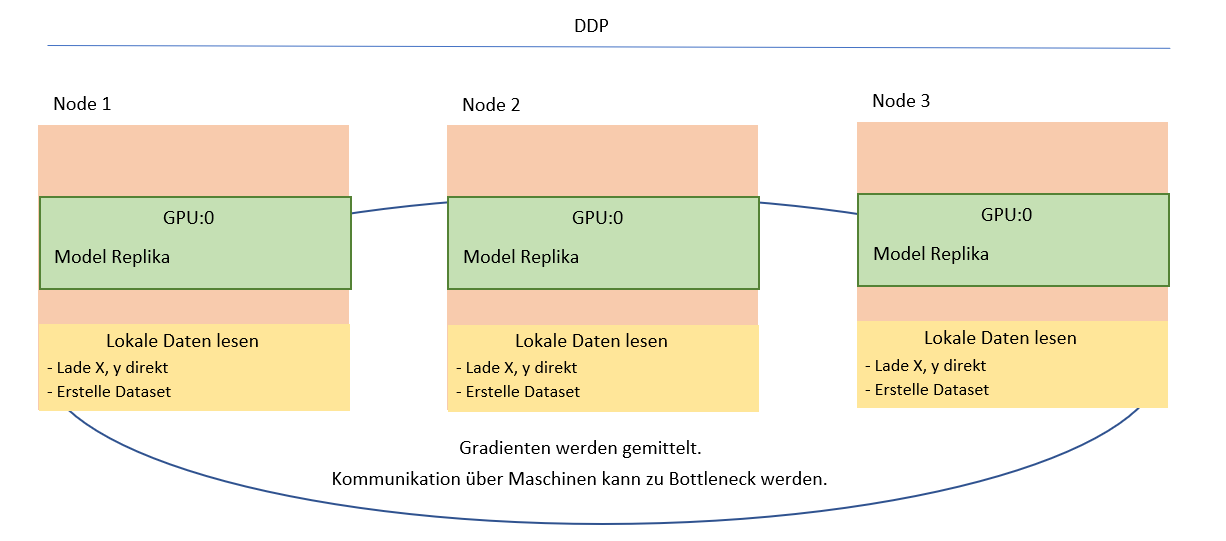 DDP
Node 1
GPU:0
Model Replika
Lokale Daten lesen
- Lade X, y direkt
- Erstelle Dataset
Node 2
GPU:0
Model Replika
Lokale Daten lesen
- Lade X, y direkt
- Erstelle Dataset
Node 3
GPU:0
Model Replika
Lokale Daten lesen
- Lade X, y direkt
- Erstelle Dataset
Gradienten werden gemittelt.
Kommunikation über Maschinen kann zu Bottleneck werden.